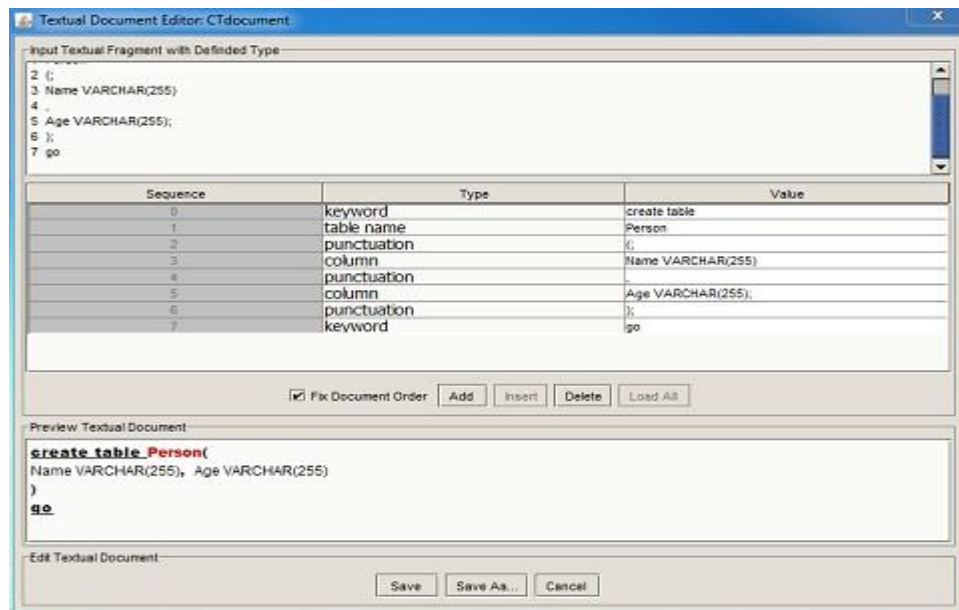 Textual Document Editor: CTdocument
Input Textual Fragment with Definded Type
2 (;
3 Name VARCHAR(255)
4 ,
5 Age VARCHAR(255);
6 );
7 go
Sequence Type Value
0 keyword create table
1 table name Person
2 punctuation (;
3 column Name VARCHAR(255)
4 punctuation ,
5 column Age VARCHAR(255);
6 punctuation );
7 keyword go
Fix Document Order Add Insert Delete Load All
Preview Textual Document
create table Person(
Name VARCHAR(255), Age VARCHAR(255)
)
go
Edit Textual Document
Save Save As... Cancel